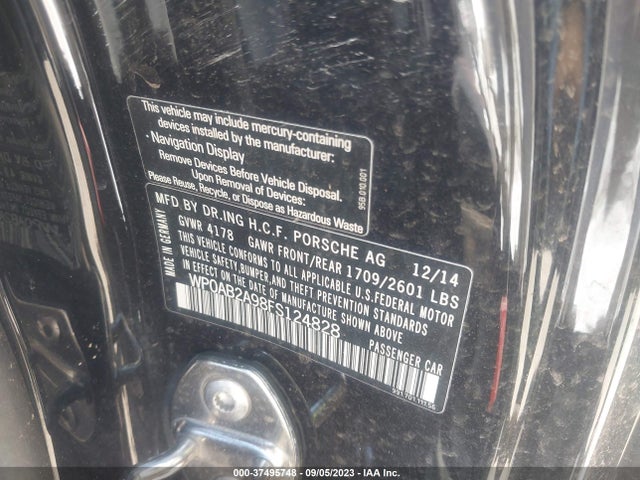 This vehicle may include mercury-containing
devices installed by the manufacturer:
· Navigation Display
Remove Devices Before Vehicle Disposal.
Upon Removal of Devices:
Please Reuse, Recycle, or Dispose as Hazardous Waste
95B.010.001
MADE IN GERMANY
MFD BY DR.ING H.C.F. PORSCHE AG 12/14
GVWR 4178 GAWR FRONT/REAR 1709/2601 LBS
THIS VEHICLE CONFORMS TO ALL APPLICABLE U.S.FEDERAL MOTOR
VEHICLE SAFETY,BUMPER,AND THEFT PREVENTION STANDARDS
IN EFFECT ON THE DATE OF MANUFACTURE SHOWN ABOVE
WP0AB2A98FS124828
PASSENGER CAR
000-37495748 - 09/05/2023 - IAA Inc.